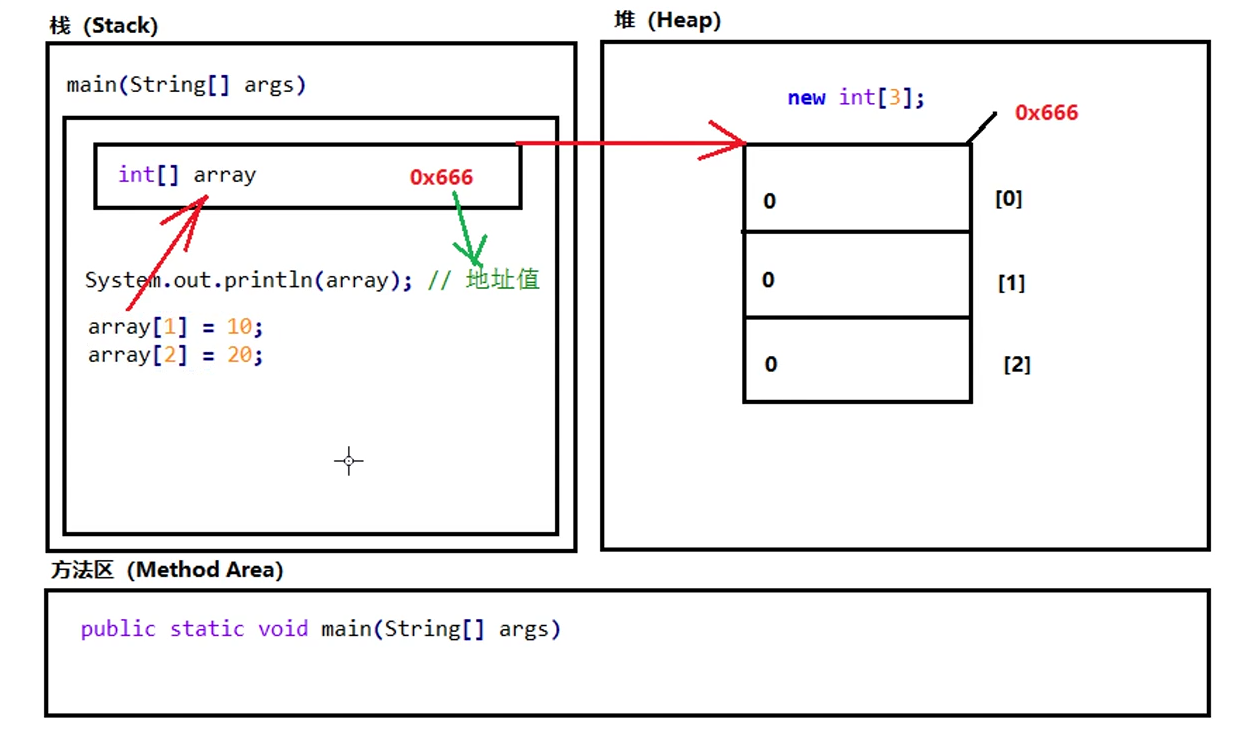 栈（Stack)
main(String[] args)
int[] array 0x666
System.out.println(array); // 地址值
array[1] = 10;
array[2] = 20;
堆（Heap)
new int[3];
0x666
0 [0]
0 [1]
0 [2]
方法区（Method Area)
public static void main(String[] args)